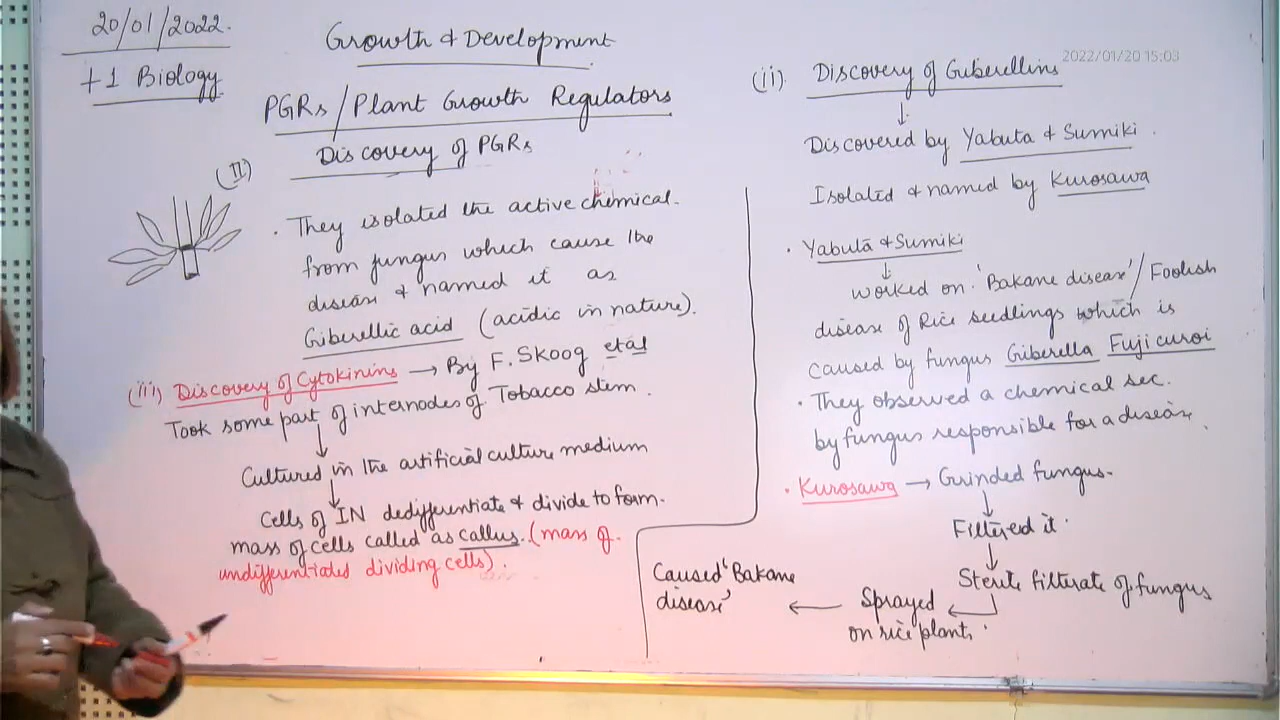 20/01/2022.
+1 Biology
Growth & Development
PGRs/Plant Growth Regulators
Discovery of PGRs
(II)
. They isolated the active chemical.
from fungus which cause the
disease & named it as
Giberellic acid (acidic in nature).
(iii) Discovery of Cytokinins → By F. Skoog etal
Took some part of internodes of Tobacco stem.
↓
Cultured in the artificial culture medium
↓
Cells of IN dedifferentiate & divide to form.
mass of cells called as callus. (mass of.
undifferentiated dividing cells).
2022/01/20 15:03
(ii). Discovery of Giberellins
↓
Discovered by Yabuta & Sumiki.
Isolated & named by Kurosawa
. Yabuta & Sumiki
↓
worked on 'Bakane disease'/Foolish
disease of Rice seedlings which is
caused by fungus Giberella Fujicuroi
. They observed a chemical sec.
by fungus responsible for a disease.
. Kurosawa → Grinded fungus.
↓
Filtered it.
↓
Sterile filterate of fungus
Sprayed
on rice plants.
←
Caused 'Bakane
disease'